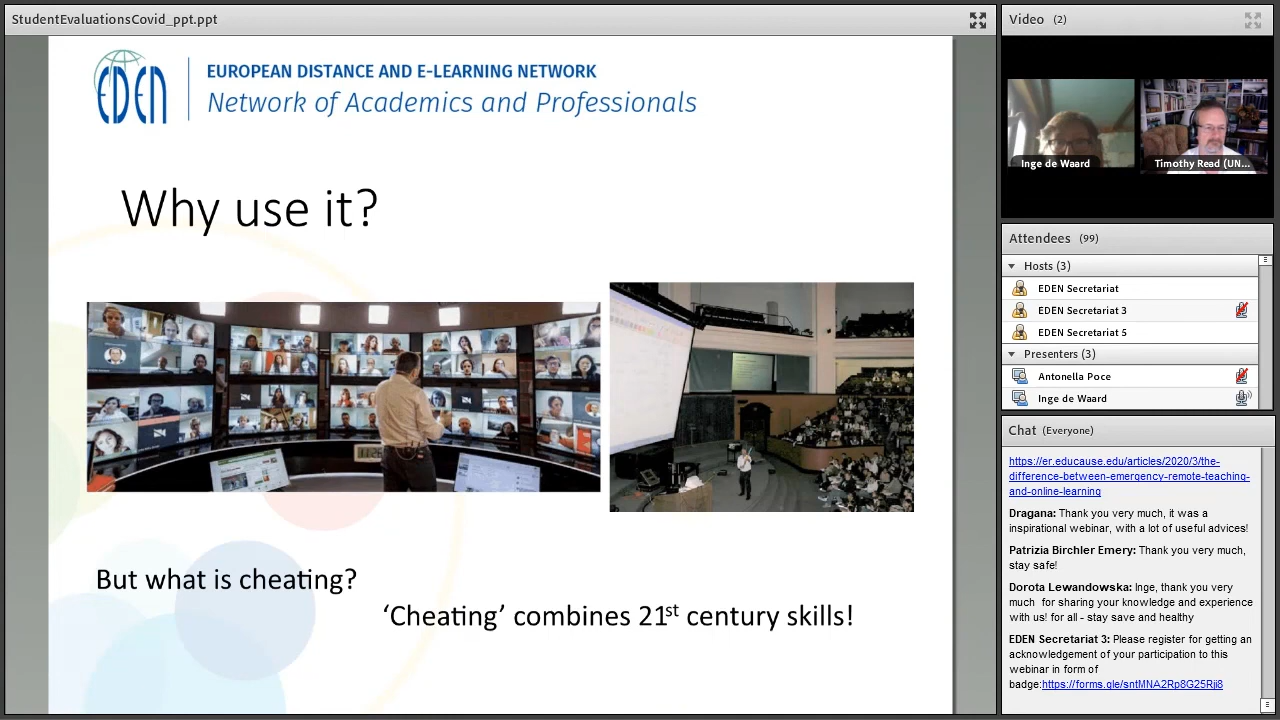 StudentEvaluationsCovid_ppt.ppt
EDEN
EUROPEAN DISTANCE AND E-LEARNING NETWORK
Network of Academics and Professionals
Why use it?
But what is cheating?
‘Cheating’ combines 21st century skills!
Video (2)
Inge de Waard
Timothy Read (UN...
Attendees (99)
Hosts (3)
EDEN Secretariat
EDEN Secretariat 3
EDEN Secretariat 5
Presenters (3)
Antonella Poce
Inge de Waard
Chat (Everyone)
https://er.educause.edu/articles/2020/3/the-
difference-between-emergency-remote-teaching-
and-online-learning
Dragana: Thank you very much, it was a
inspirational webinar, with a lot of useful advices!
Patrizia Birchler Emery: Thank you very much,
stay safe!
Dorota Lewandowska: Inge, thank you very
much for sharing your knowledge and experience
with us! for all - stay save and healthy
EDEN Secretariat 3: Please register for getting an
acknowledgement of your participation to this
webinar in form of
badge:https://forms.gle/sntMNA2Rp8G25Rji8